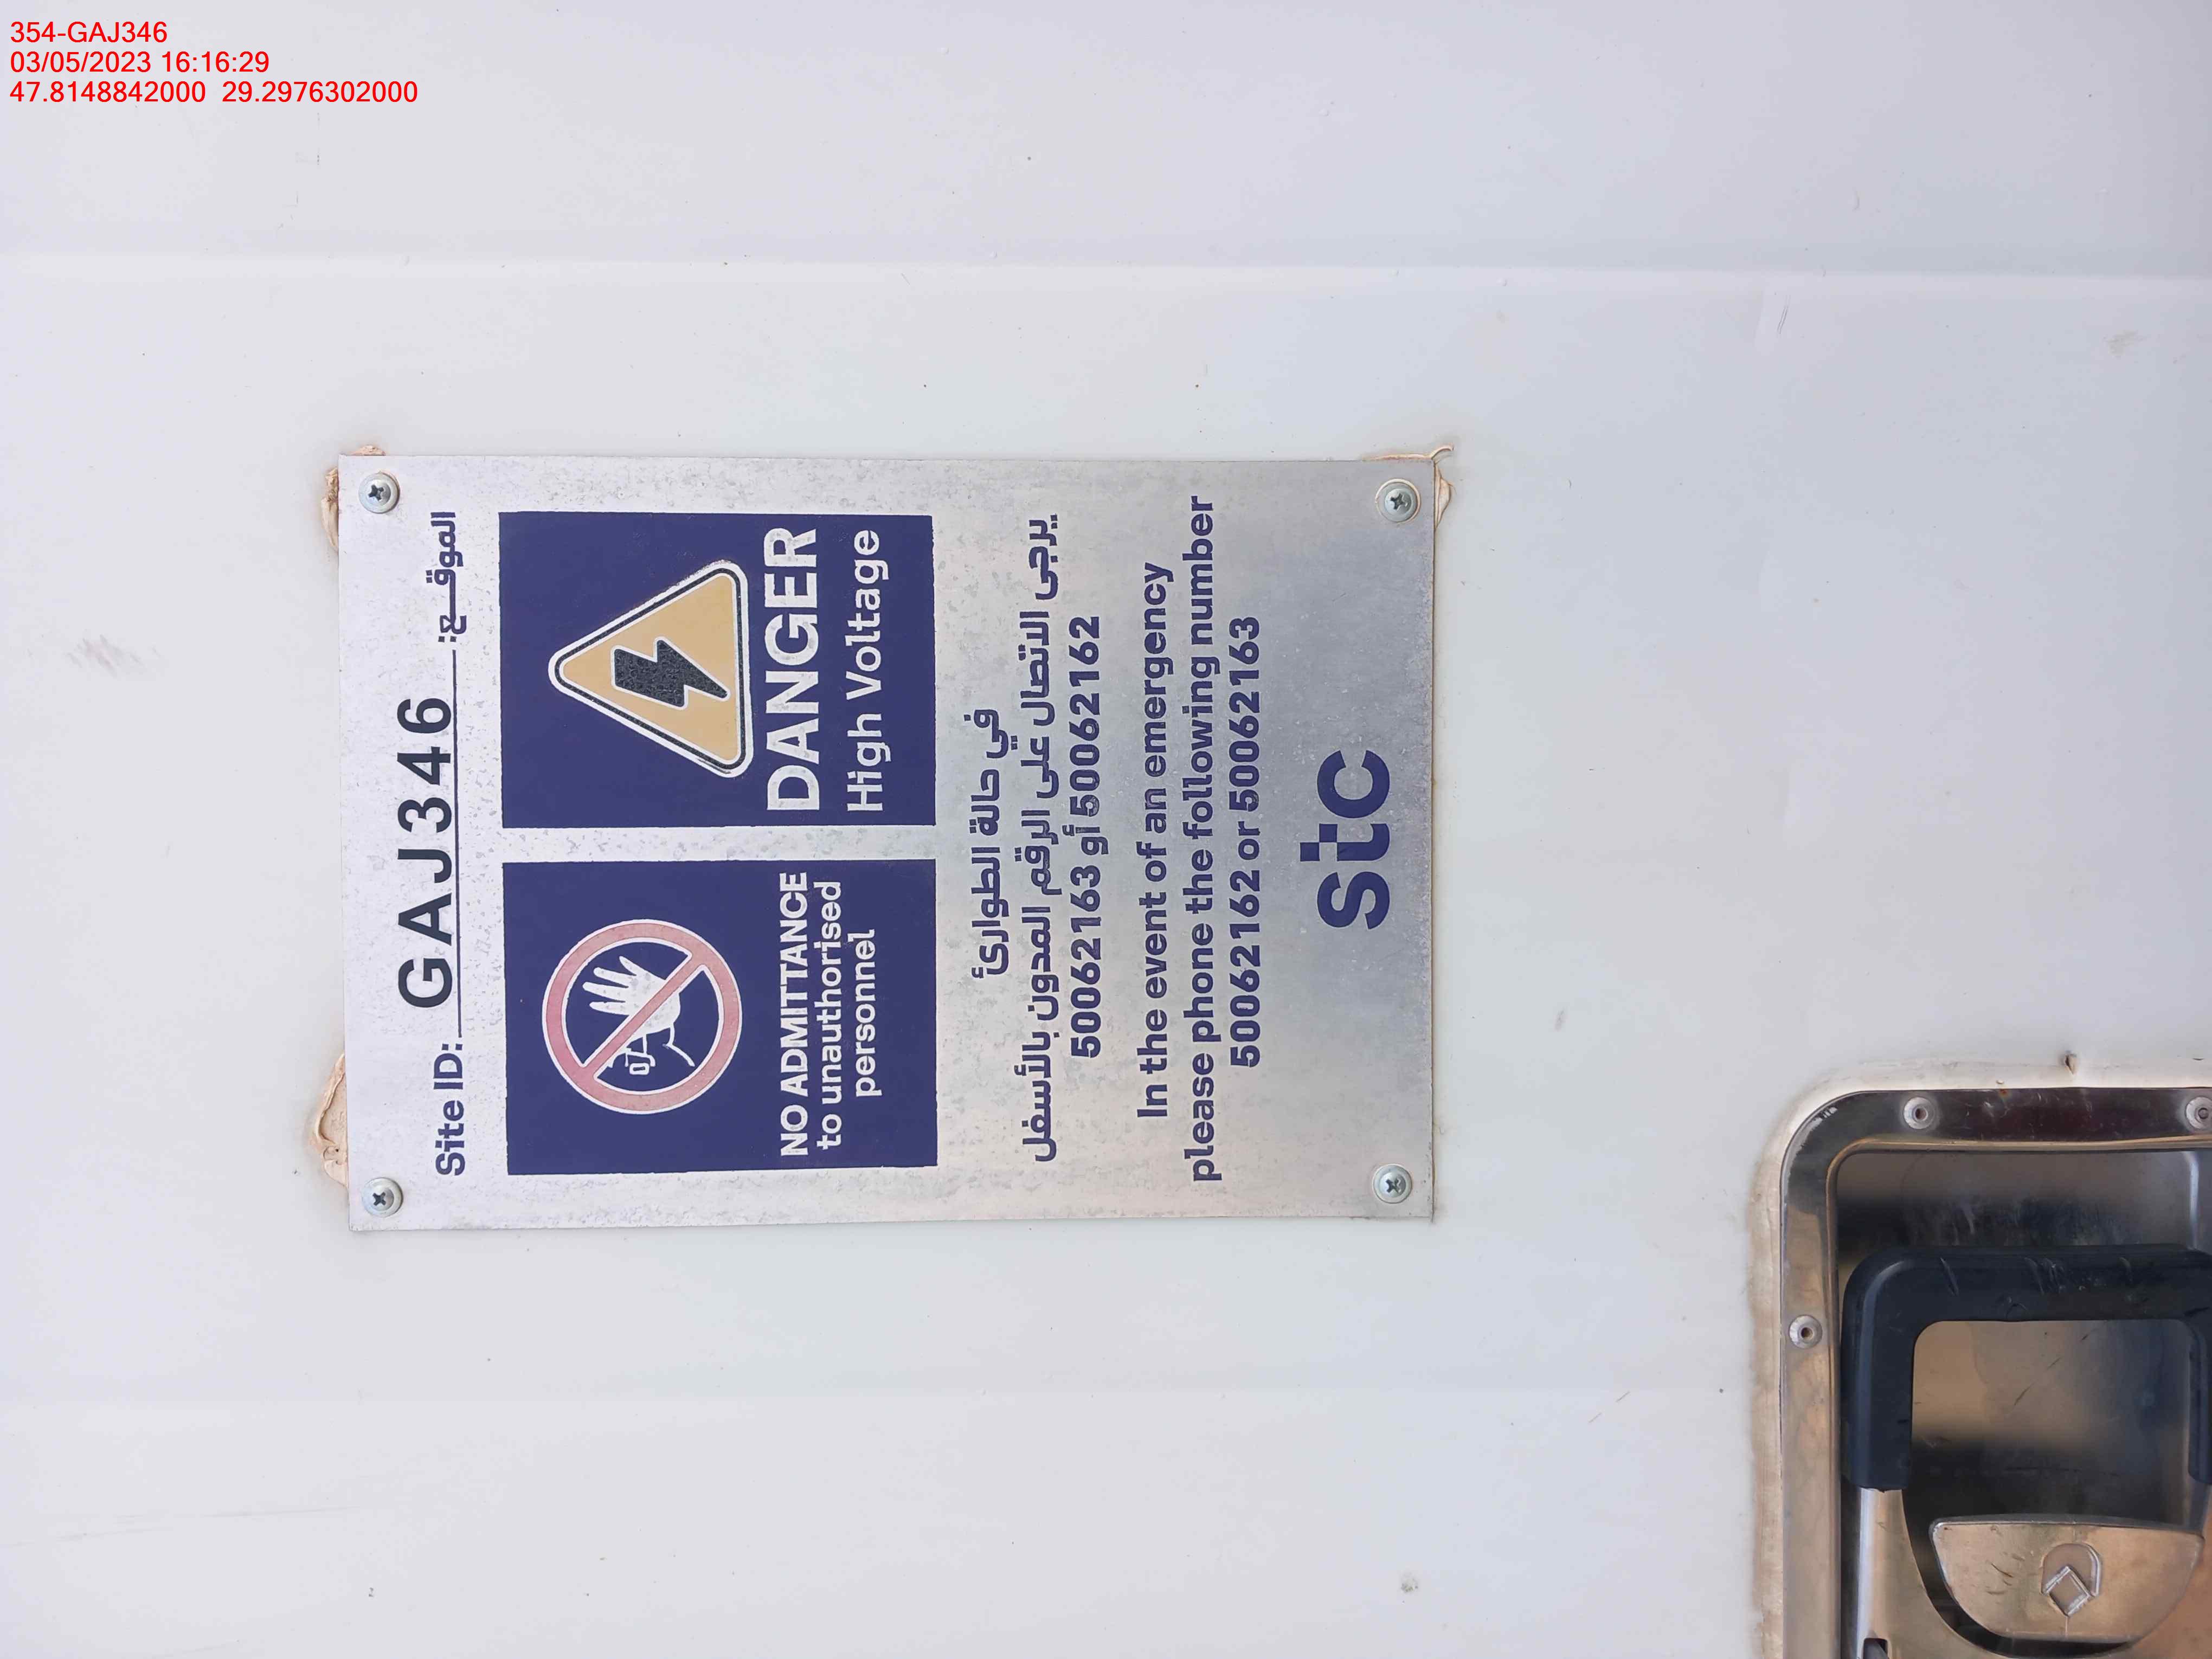 354-GAJ346
03/05/2023 16:16:29
47.8148842000 29.2976302000
Site ID: GAJ346 الموقـــع:
NO ADMITTANCE
to unauthorised
personnel
DANGER
High Voltage
في حالة الطوارئ
يرجى الاتصال على الرقم المدون بالأسفل
50062162 أو 50062163
In the event of an emergency
please phone the following number
50062162 or 50062163
stc